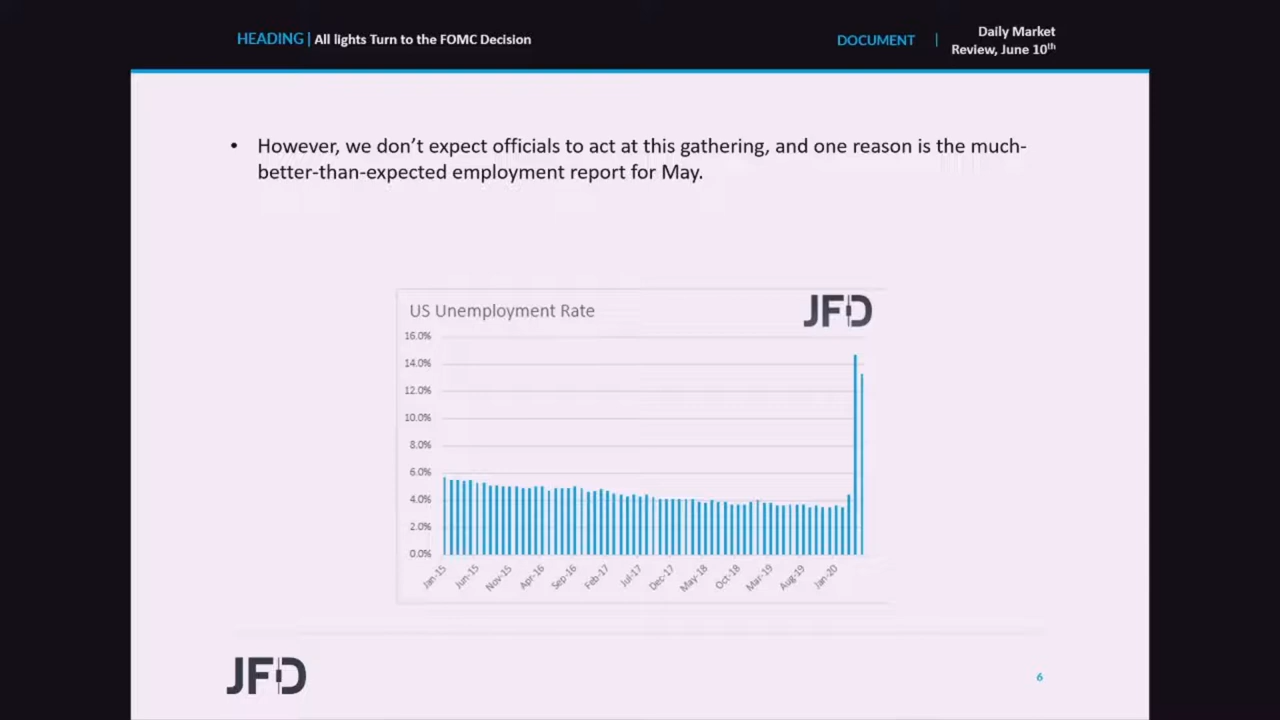 HEADING | All lights Turn to the FOMC Decision
DOCUMENT |
Daily Market
Review, June 10th
• However, we don't expect officials to act at this gathering, and one reason is the much-
better-than-expected employment report for May.
US Unemployment Rate
JFD
16.0%
14.0%
12.0%
10.0%
8.0%
6.0%
4.0%
2.0%
0.0%
Jan-15 Jun-15 Nov-15 Apr-16 Sep-16 Feb-17 Jul-17 Dec-17 May-18 Oct-18 Mar-19 Aug-19 Jan-20
JFD
6